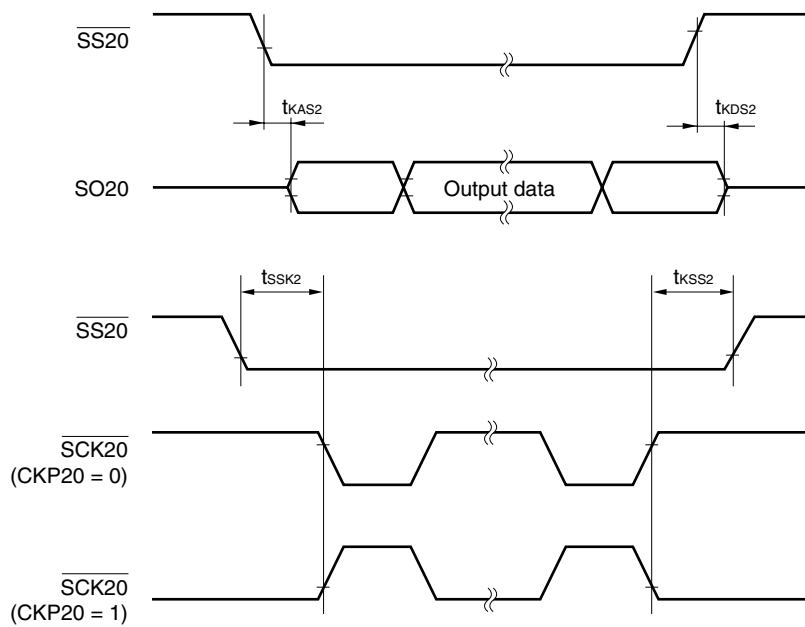 SS20
tKAS2
tKDS2
SO20
Output data
tSSK2
tKSS2
SS20
SCK20
(CKP20 = 0)
SCK20
(CKP20 = 1)